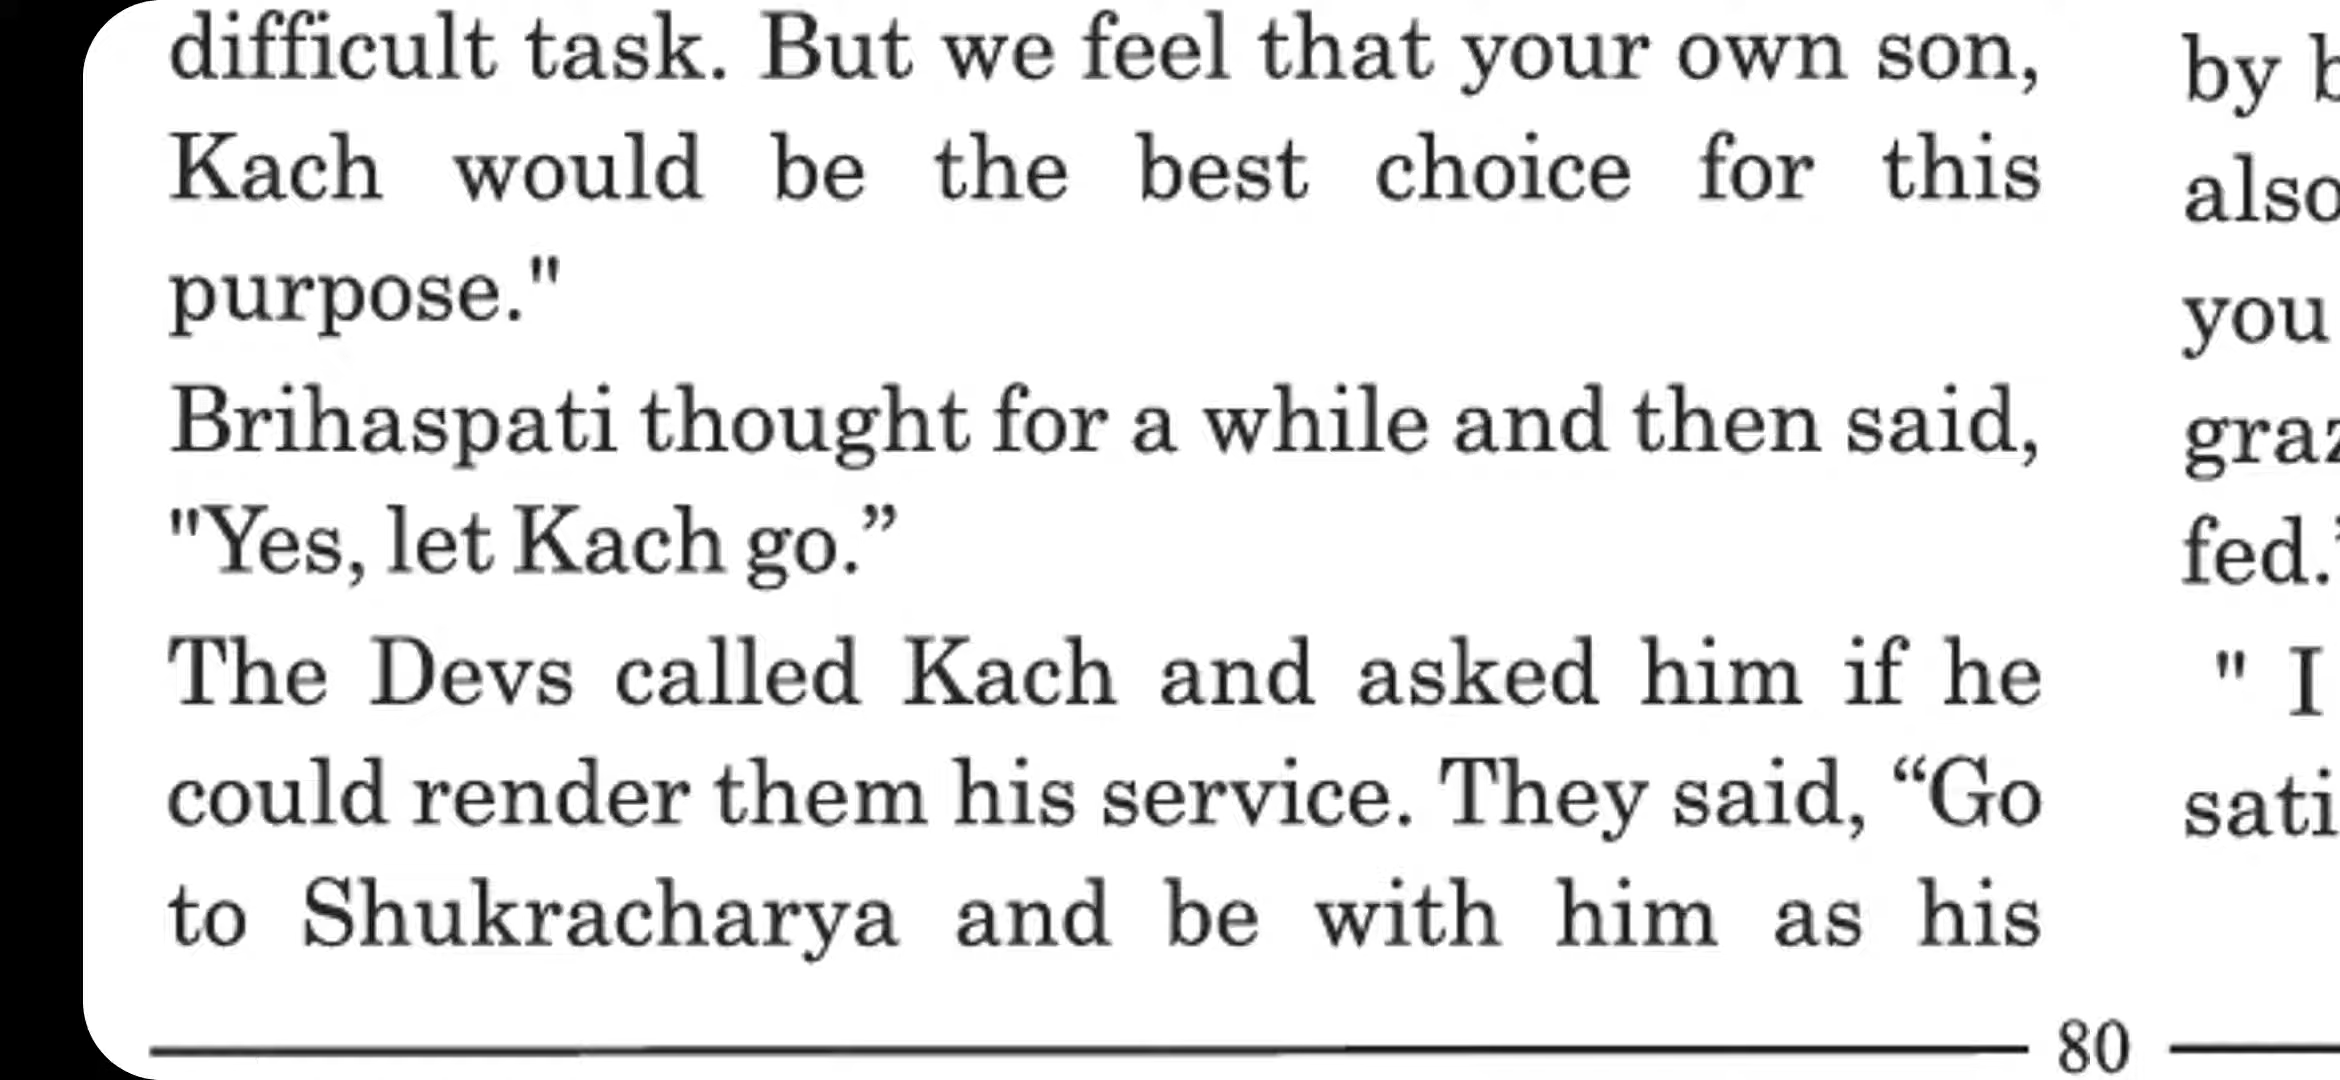 difficult task. But we feel that your own son,
Kach would be the best choice for this
purpose."
Brihaspati thought for a while and then said,
"Yes, let Kach go.”
The Devs called Kach and asked him if he
could render them his service. They said, “Go
to Shukracharya and be with him as his
by
also
you
fed.
" I
80